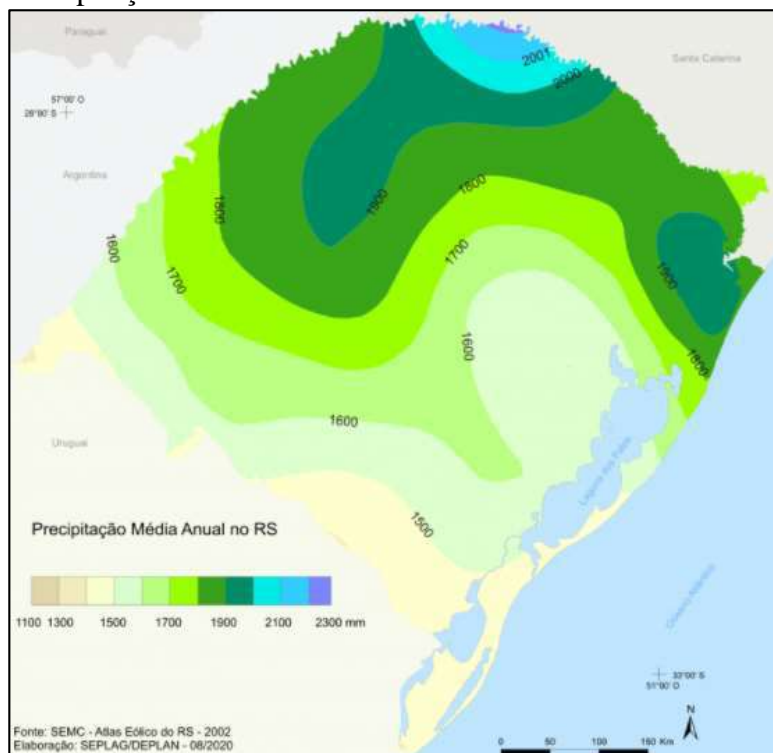 Paraguai
Santa Catarina
2001
2000
57°00' O
28°00' S
Argentina
1800
1900
1800
1600
1700
1700
1900
1600
1800
1600
Uruguai
Laguna dos Patos
1500
Precipitação Média Anual no RS
1100 1300 1500 1700 1900 2100 2300 mm
Oceano Atlântico
33°00' S
51°00' O
N
Fonte: SEMC - Atlas Eólico do RS - 2002
Elaboração: SEPLAG/DEPLAN - 08/2020
0 50 100 150 Km